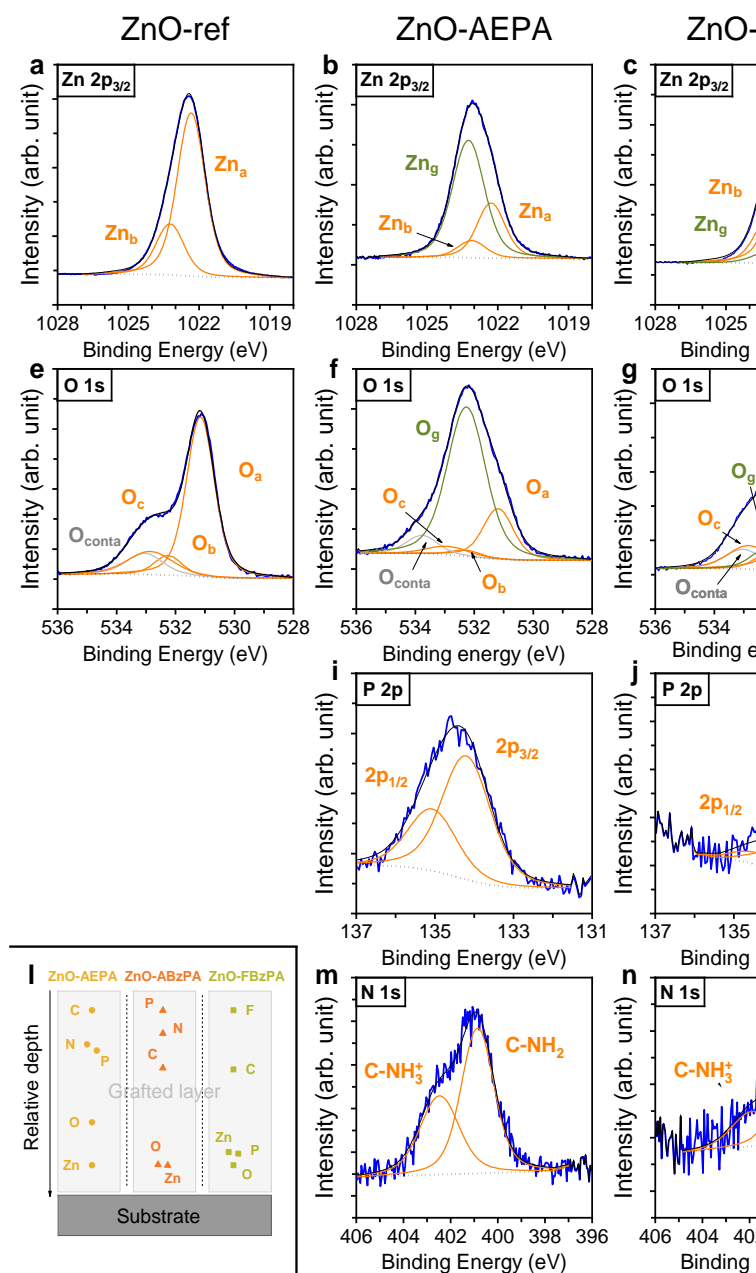 ZnO-ref
ZnO-AEPA
ZnO-
a
Zn 2p3/2
Zna
Znb
Intensity (arb. unit)
1028 1025 1022 1019
Binding Energy (eV)
b
Zn 2p3/2
Zng
Znb
Zna
Intensity (arb. unit)
1028 1025 1022 1019
Binding Energy (eV)
c
Zn 2p3/2
Znb
Zng
Intensity (arb. unit)
1028 1025
Binding
e
O 1s
Oa
Oc
Oconta
Ob
Intensity (arb. unit)
536 534 532 530 528
Binding Energy (eV)
f
O 1s
Og
Oc
Oa
Oconta
Ob
Intensity (arb. unit)
536 534 532 530 528
Binding energy (eV)
g
O 1s
Og
Oc
Oconta
Intensity (arb. unit)
536 534
Binding e
i
P 2p
2p3/2
2p1/2
Intensity (arb. unit)
137 135 133 131
Binding Energy (eV)
j
P 2p
2p1/2
Intensity (arb. unit)
137 135
Binding
l
ZnO-AEPA ZnO-ABzPA ZnO-FBzPA
Relative depth
C P F
N N
P C C
Grafted layer
O
Zn O Zn P
Zn O
Substrate
m
N 1s
C-NH2
C-NH3+
Intensity (arb. unit)
406 404 402 400 398 396
Binding Energy (eV)
n
N 1s
C-NH3+
Intensity (arb. unit)
406 404 402
Binding